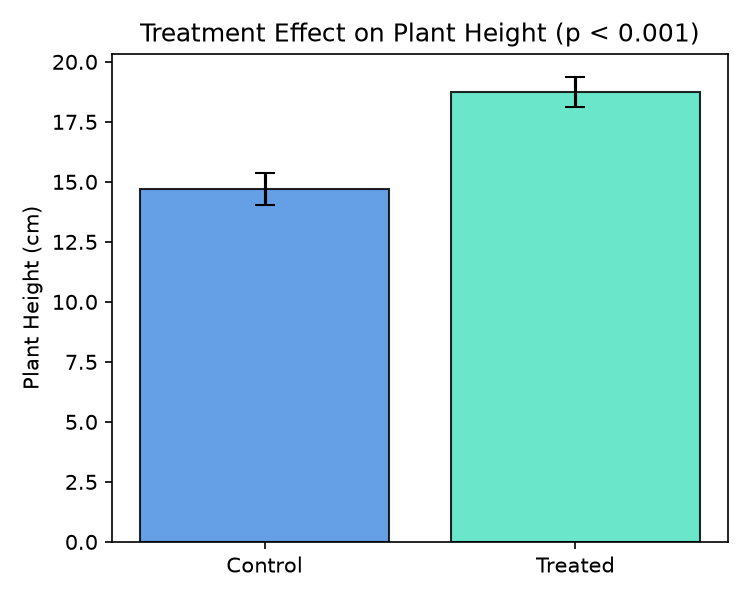 Treatment Effect on Plant Height (p < 0.001)
Plant Height (cm)
20.0
17.5
15.0
12.5
10.0
7.5
5.0
2.5
0.0
Control
Treated